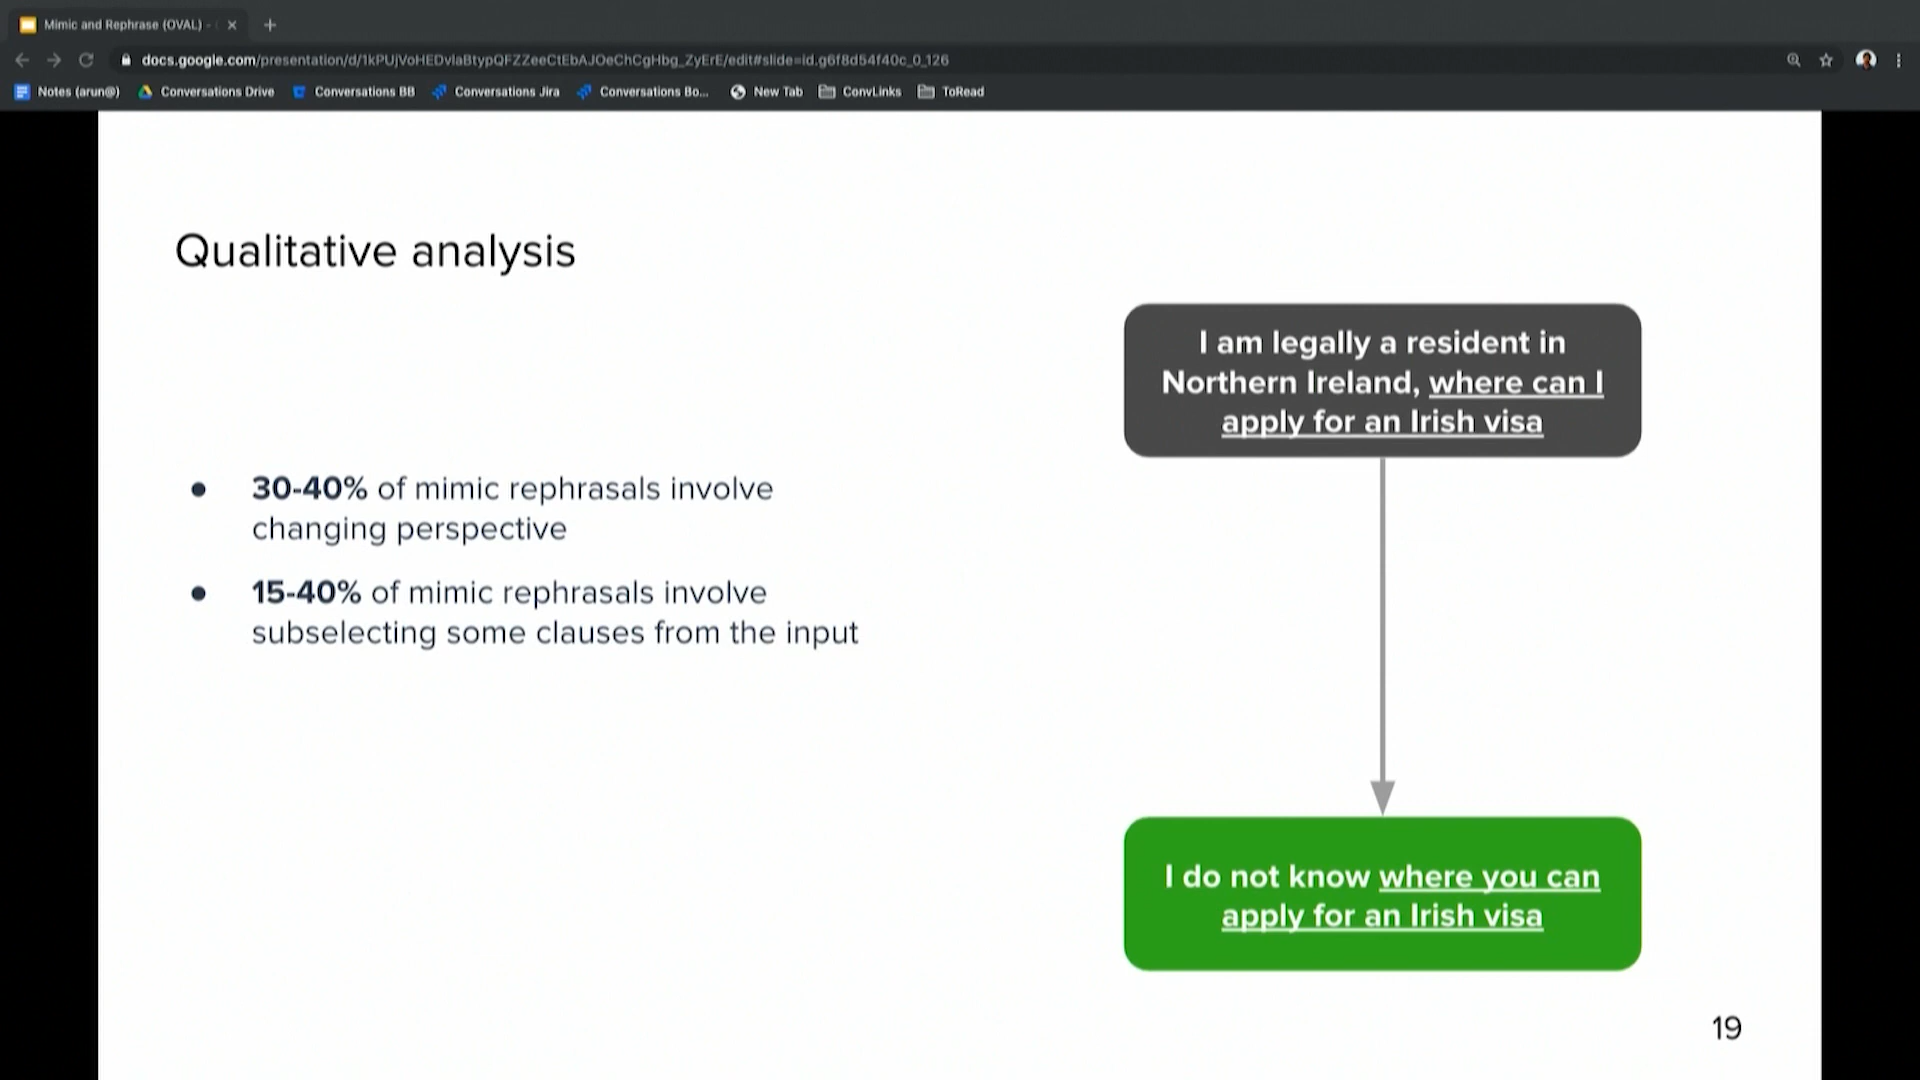 Mimic and Rephrase (OVAL) -
docs.google.com/presentation/d/1kPUjVoHEDvlaBtypQFZZeeCtEbAJOeChCgHbg_ZyErE/edit#slide=id.g6f8d54f40c_0_126
Notes (arun@) Conversations Drive Conversations BB Conversations Jira Conversations Bo... New Tab ConvLinks ToRead
Qualitative analysis
● 30-40% of mimic rephrasals involve
changing perspective
● 15-40% of mimic rephrasals involve
subselecting some clauses from the input
I am legally a resident in
Northern Ireland, where can I
apply for an Irish visa
I do not know where you can
apply for an Irish visa
19